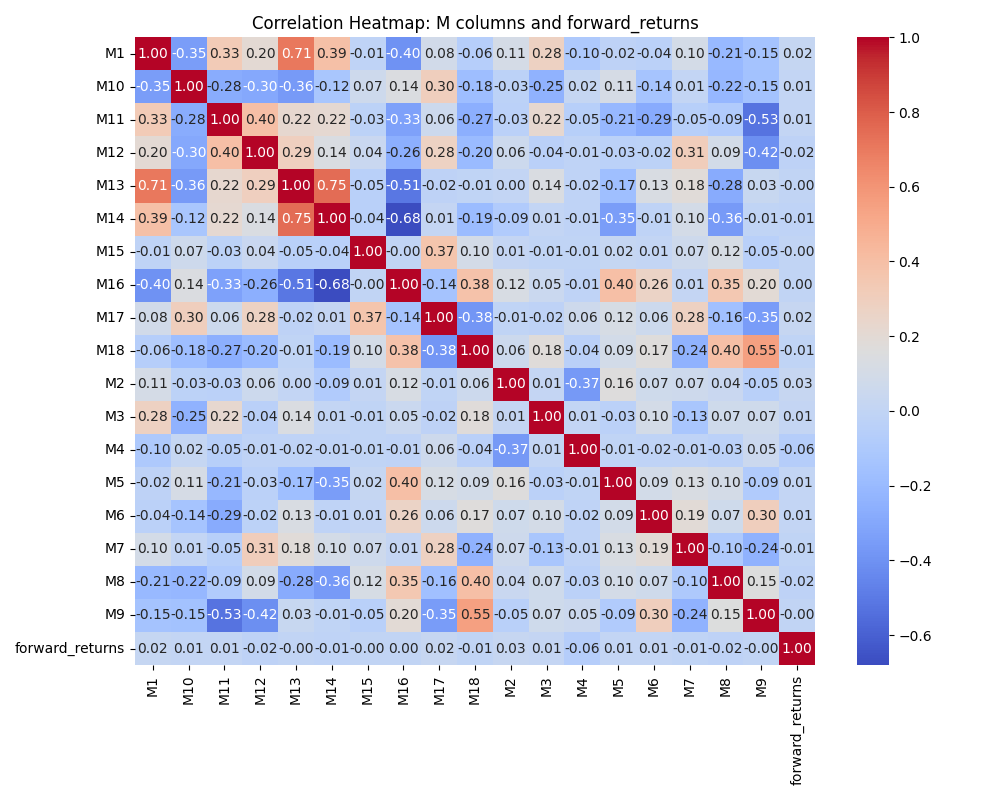 Correlation Heatmap: M columns and forward_returns
M1 1.00 -0.35 0.33 0.20 0.71 0.39 -0.01 -0.40 0.08 -0.06 0.11 0.28 -0.10 -0.02 -0.04 0.10 -0.21 -0.15 0.02
M10 -0.35 1.00 -0.28 -0.30 -0.36 -0.12 0.07 0.14 0.30 -0.18 -0.03 -0.25 0.02 0.11 -0.14 0.01 -0.22 -0.15 0.01
M11 0.33 -0.28 1.00 0.40 0.22 0.22 -0.03 -0.33 0.06 -0.27 -0.03 0.22 -0.05 -0.21 -0.29 -0.05 -0.09 -0.53 0.01
M12 0.20 -0.30 0.40 1.00 0.29 0.14 0.04 -0.26 0.28 -0.20 0.06 -0.04 -0.01 -0.03 -0.02 0.31 0.09 -0.42 -0.02
M13 0.71 -0.36 0.22 0.29 1.00 0.75 -0.05 -0.51 -0.02 -0.01 0.00 0.14 -0.02 -0.17 0.13 0.18 -0.28 0.03 -0.00
M14 0.39 -0.12 0.22 0.14 0.75 1.00 -0.04 -0.68 0.01 -0.19 -0.09 0.01 -0.01 -0.35 -0.01 0.10 -0.36 -0.01 -0.01
M15 -0.01 0.07 -0.03 0.04 -0.05 -0.04 1.00 -0.00 0.37 0.10 0.01 -0.01 -0.01 0.02 0.01 0.07 0.12 -0.05 -0.00
M16 -0.40 0.14 -0.33 -0.26 -0.51 -0.68 -0.00 1.00 -0.14 0.38 0.12 0.05 -0.01 0.40 0.26 0.01 0.35 0.20 0.00
M17 0.08 0.30 0.06 0.28 -0.02 0.01 0.37 -0.14 1.00 -0.38 -0.01 -0.02 0.06 0.12 0.06 0.28 -0.16 -0.35 0.02
M18 -0.06 -0.18 -0.27 -0.20 -0.01 -0.19 0.10 0.38 -0.38 1.00 0.06 0.18 -0.04 0.09 0.17 -0.24 0.40 0.55 -0.01
M2 0.11 -0.03 -0.03 0.06 0.00 -0.09 0.01 0.12 -0.01 0.06 1.00 0.01 -0.37 0.16 0.07 0.07 0.04 -0.05 0.03
M3 0.28 -0.25 0.22 -0.04 0.14 0.01 -0.01 0.05 -0.02 0.18 0.01 1.00 0.01 -0.03 0.10 -0.13 0.07 0.07 0.01
M4 -0.10 0.02 -0.05 -0.01 -0.02 -0.01 -0.01 -0.01 0.06 -0.04 -0.37 0.01 1.00 -0.01 -0.02 -0.01 -0.03 0.05 -0.06
M5 -0.02 0.11 -0.21 -0.03 -0.17 -0.35 0.02 0.40 0.12 0.09 0.16 -0.03 -0.01 1.00 0.09 0.13 0.10 -0.09 0.01
M6 -0.04 -0.14 -0.29 -0.02 0.13 -0.01 0.01 0.26 0.06 0.17 0.07 0.10 -0.02 0.09 1.00 0.19 0.07 0.30 0.01
M7 0.10 0.01 -0.05 0.31 0.18 0.10 0.07 0.01 0.28 -0.24 0.07 -0.13 -0.01 0.13 0.19 1.00 -0.10 -0.24 -0.01
M8 -0.21 -0.22 -0.09 0.09 -0.28 -0.36 0.12 0.35 -0.16 0.40 0.04 0.07 -0.03 0.10 0.07 -0.10 1.00 0.15 -0.02
M9 -0.15 -0.15 -0.53 -0.42 0.03 -0.01 -0.05 0.20 -0.35 0.55 -0.05 0.07 0.05 -0.09 0.30 -0.24 0.15 1.00 -0.00
forward_returns 0.02 0.01 0.01 -0.02 -0.00 -0.01 -0.00 0.00 0.02 -0.01 0.03 0.01 -0.06 0.01 0.01 -0.01 -0.02 -0.00 1.00
M1 M10 M11 M12 M13 M14 M15 M16 M17 M18 M2 M3 M4 M5 M6 M7 M8 M9 forward_returns
1.0
0.8
0.6
0.4
0.2
0.0
−0.2
−0.4
−0.6